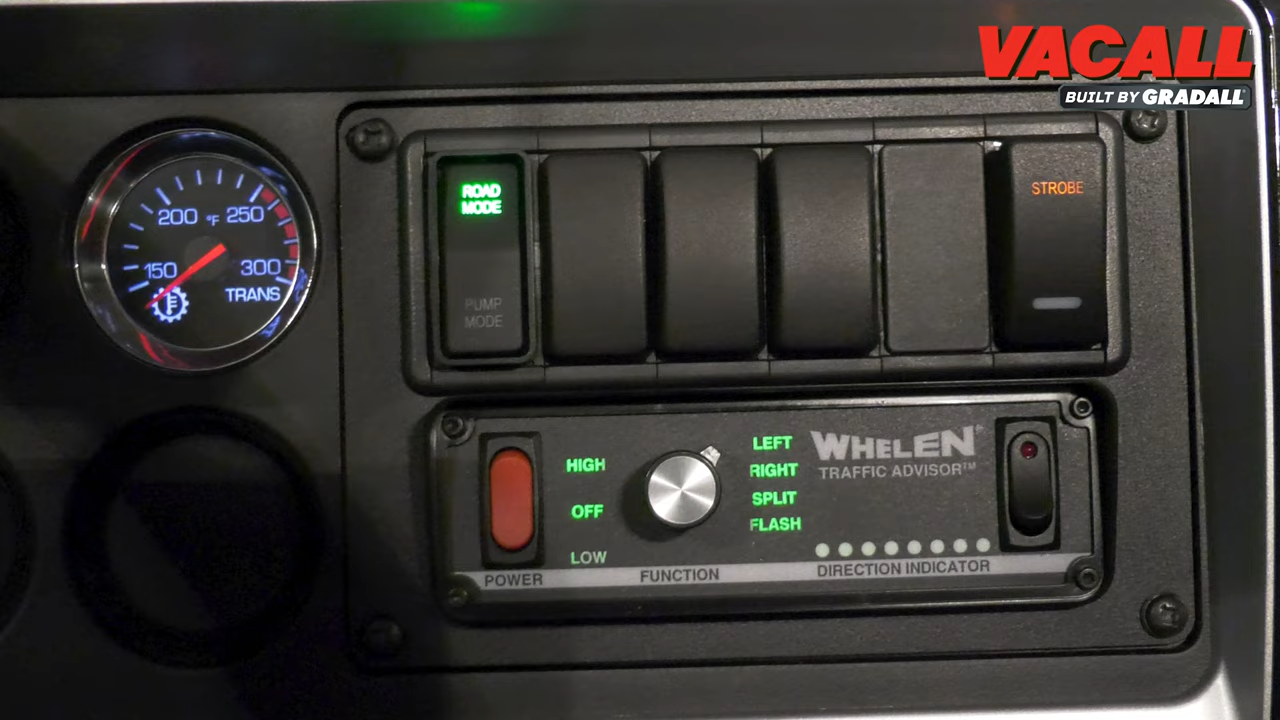 VACALL
BUILT BY GRADALL
200 °F 250
150 300
TRANS
ROAD
MODE
PUMP
MODE
STROBE
HIGH
OFF
LOW
POWER
FUNCTION
LEFT
RIGHT
SPLIT
FLASH
WHELEN®
TRAFFIC ADVISOR™
DIRECTION INDICATOR